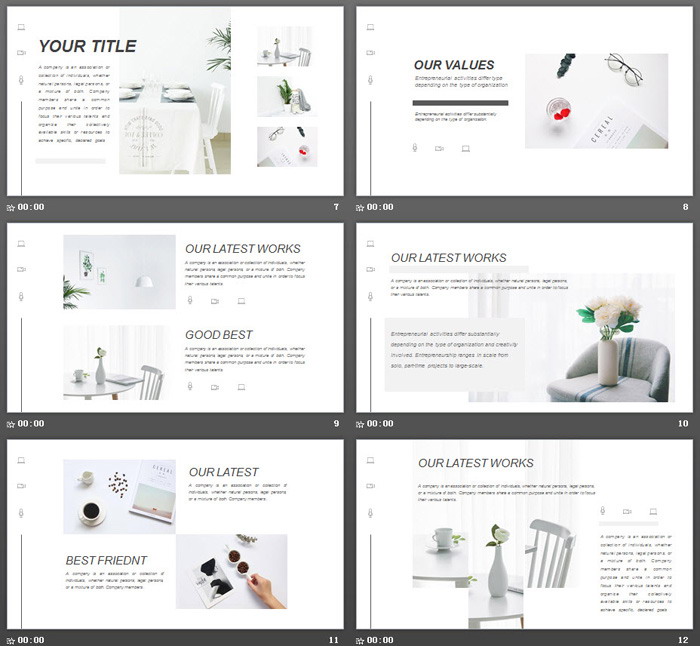 YOUR TITLE
A company is an association or
collection of individuals, whether
natural persons, legal persons, or
a mixture of both. Company
members share a common
purpose and unite in order to
focus their various talents and
organize their collectively
available skills or resources to
achieve specific, declared goals
00:00
7
OUR VALUES
Entrepreneurial activities differ type
depending on the type of organization
Entrepreneurial activities differ substantially
depending on the type of organization.
CEREAL
00:00
8
OUR LATEST WORKS
A company is an association or collection of individuals, whether
natural persons, legal persons, or a mixture of both. Company
members share a common purpose and unite in order to focus
their various talents
GOOD BEST
A company is an association or collection of individuals, whether
natural persons, legal persons, or a mixture of both. Company
members share a common purpose and unite in order to focus
their various talents
00:00
9
OUR LATEST WORKS
A company is an association or collection of individuals, whether natural persons, legal persons,
or a mixture of both. Company members share a common purpose and unite in order to focus
their various talents
Entrepreneurial activities differ substantially
depending on the type of organization and creativity
involved. Entrepreneurship ranges in scale from
solo, part-time projects to large-scale.
00:00
10
OUR LATEST
A company is an association or collection of
individuals, whether natural persons, legal persons,
or a mixture of both. Company members.
BEST FRIEDNT
A company is an association or collection of
individuals, whether natural persons, legal persons,
or a mixture of both. Company members.
00:00
11
OUR LATEST WORKS
A company is an association or collection of individuals, whether natural persons, legal persons,
or a mixture of both. Company members share a common purpose and unite in order to focus
their various talents
A company is an association or
collection of individuals, whether
natural persons, legal persons, or
a mixture of both. Company
members share a common
purpose and unite in order to
focus their various talents and
organize their collectively
available skills or resources to
achieve specific, declared goals
00:00
12